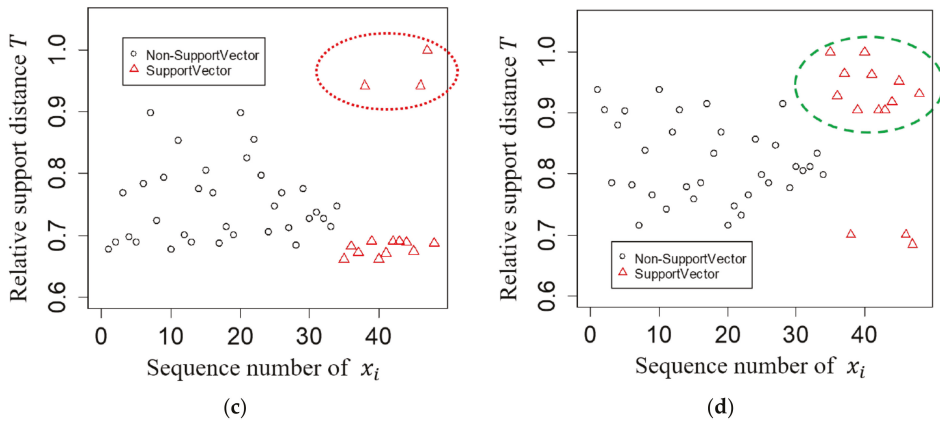 (c)
(d)
Relative support distance T
1.0
0.9
0.8
0.7
0.6
Non-SupportVector
SupportVector
0
10
20
30
40
Sequence number of x_i
(c)
Relative support distance T
1.0
0.9
0.8
0.7
0.6
Non-SupportVector
SupportVector
0
10
20
30
40
Sequence number of x_i
(d)